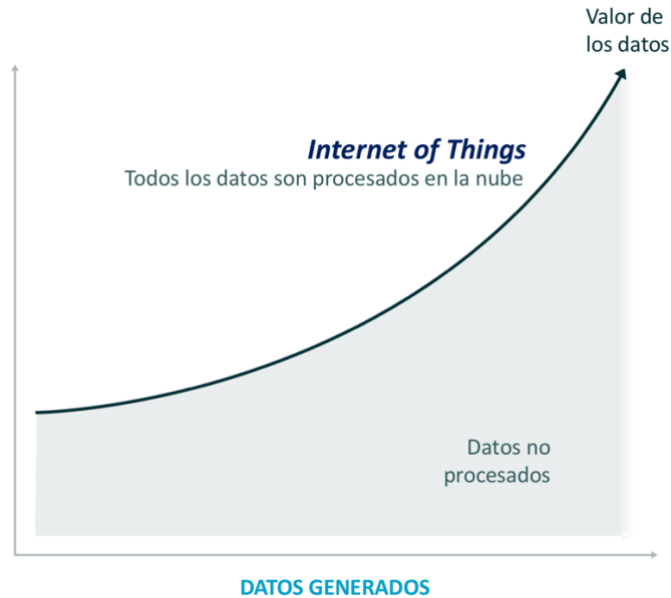 Valor de
los datos
Internet of Things
Todos los datos son procesados en la nube
Datos no
procesados
DATOS GENERADOS